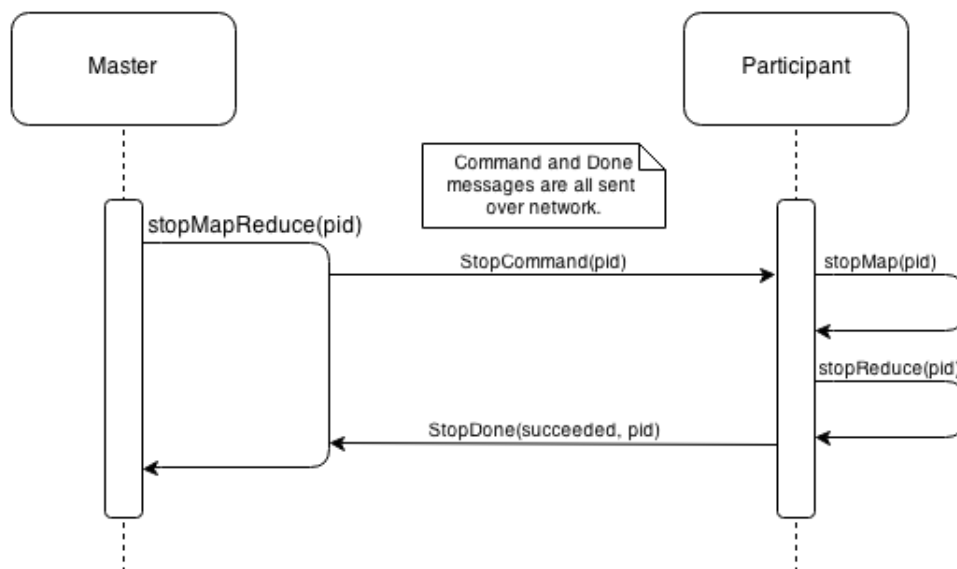 Master
Participant
Command and Done
messages are all sent
over network.
stopMapReduce(pid)
StopCommand(pid)
stopMap(pid)
stopReduce(pid)
StopDone(succeeded, pid)